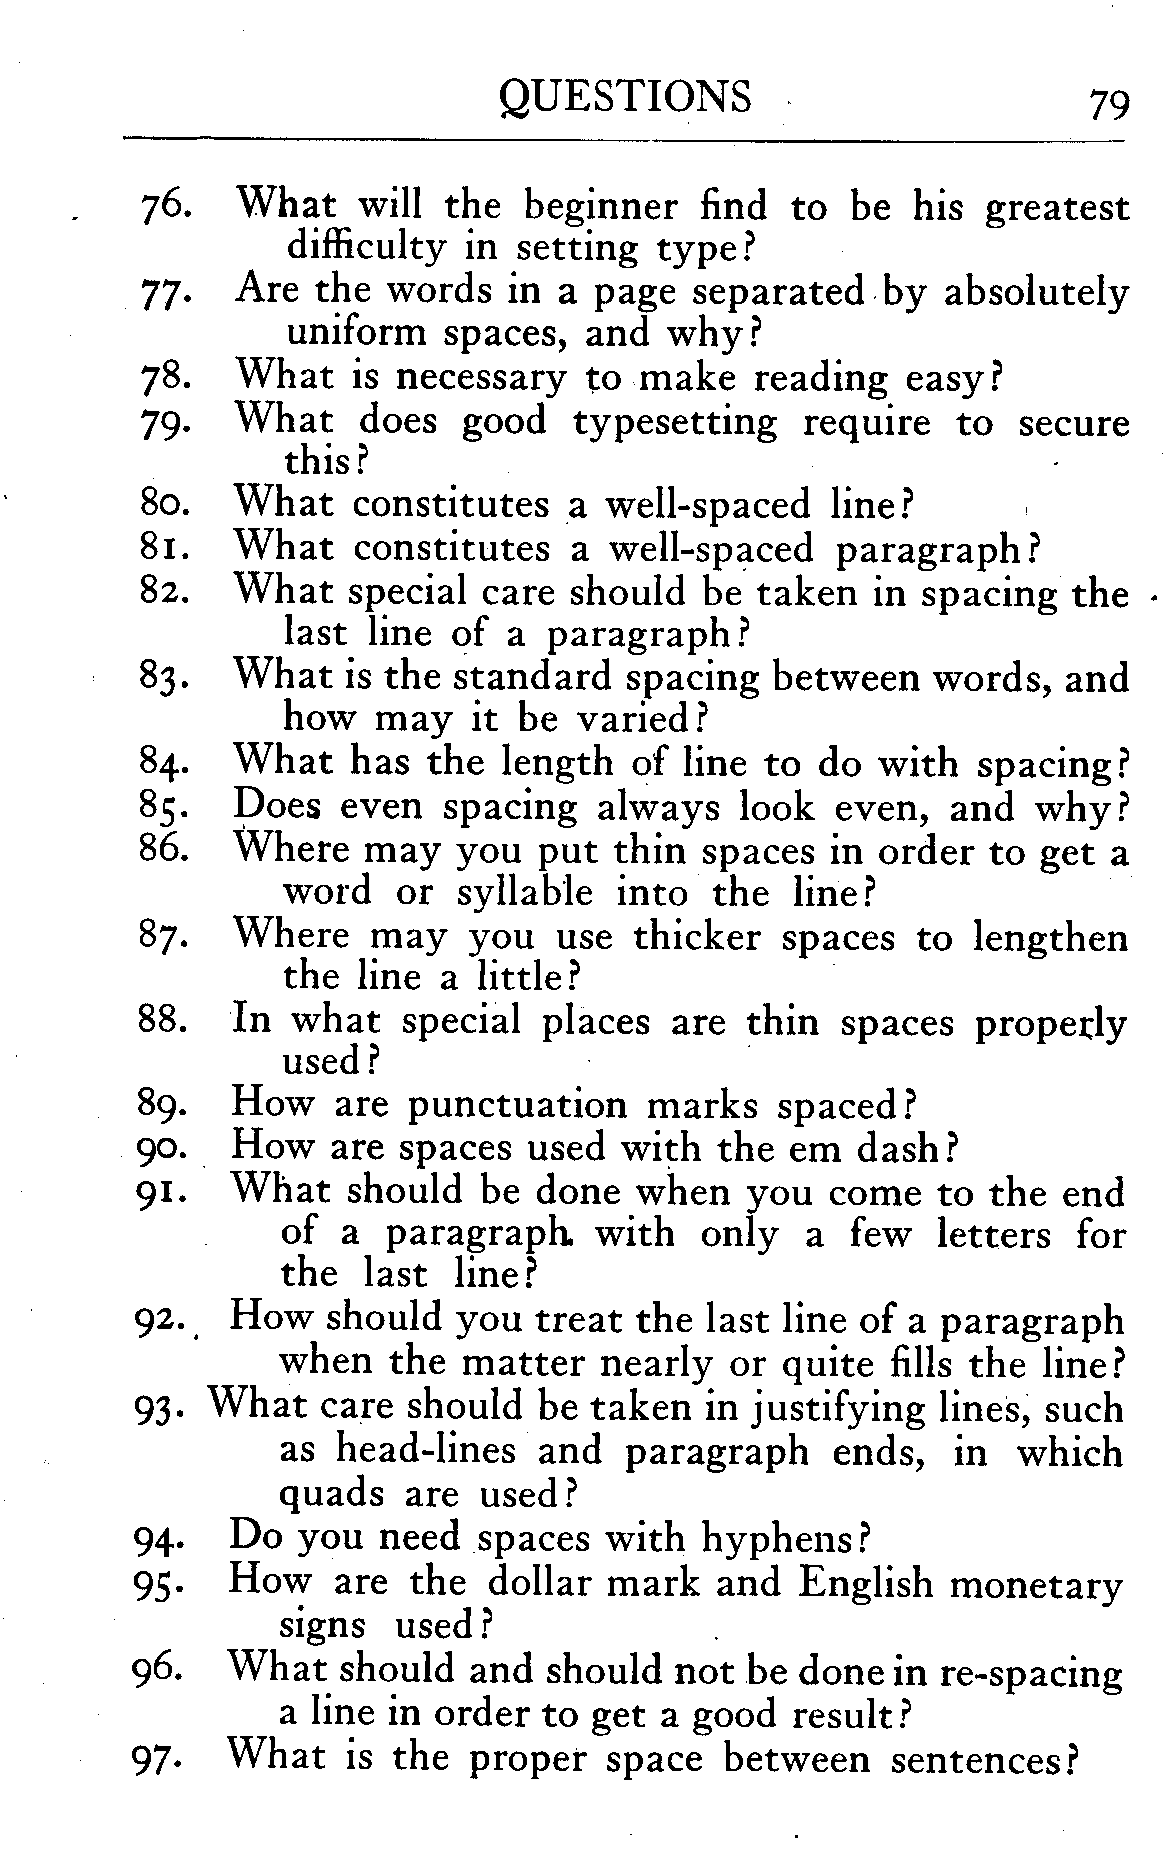 QUESTIONS 79
76. What will the beginner find to be his greatest
difficulty in setting type?
77. Are the words in a page separated by absolutely
uniform spaces, and why?
78. What is necessary to make reading easy?
79. What does good typesetting require to secure
this?
80. What constitutes a well-spaced line?
81. What constitutes a well-spaced paragraph?
82. What special care should be taken in spacing the
last line of a paragraph?
83. What is the standard spacing between words, and
how may it be varied?
84. What has the length of line to do with spacing?
85. Does even spacing always look even, and why?
86. Where may you put thin spaces in order to get a
word or syllable into the line?
87. Where may you use thicker spaces to lengthen
the line a little?
88. In what special places are thin spaces properly
used?
89. How are punctuation marks spaced?
90. How are spaces used with the em dash?
91. What should be done when you come to the end
of a paragraph with only a few letters for
the last line?
92. How should you treat the last line of a paragraph
when the matter nearly or quite fills the line?
93. What care should be taken in justifying lines, such
as head-lines and paragraph ends, in which
quads are used?
94. Do you need spaces with hyphens?
95. How are the dollar mark and English monetary
signs used?
96. What should and should not be done in re-spacing
a line in order to get a good result?
97. What is the proper space between sentences?